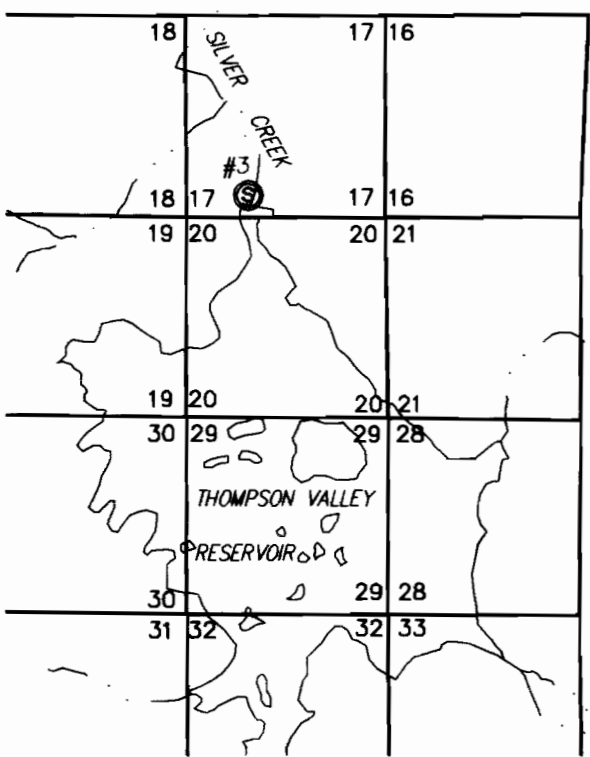 18 17 16
SILVER
CREEK
#3
S
18 17 17 16
19 20 20 21
19 20 20 21
30 29 29 28
THOMPSON VALLEY
RESERVOIR
30 29 28
31 32 32 33